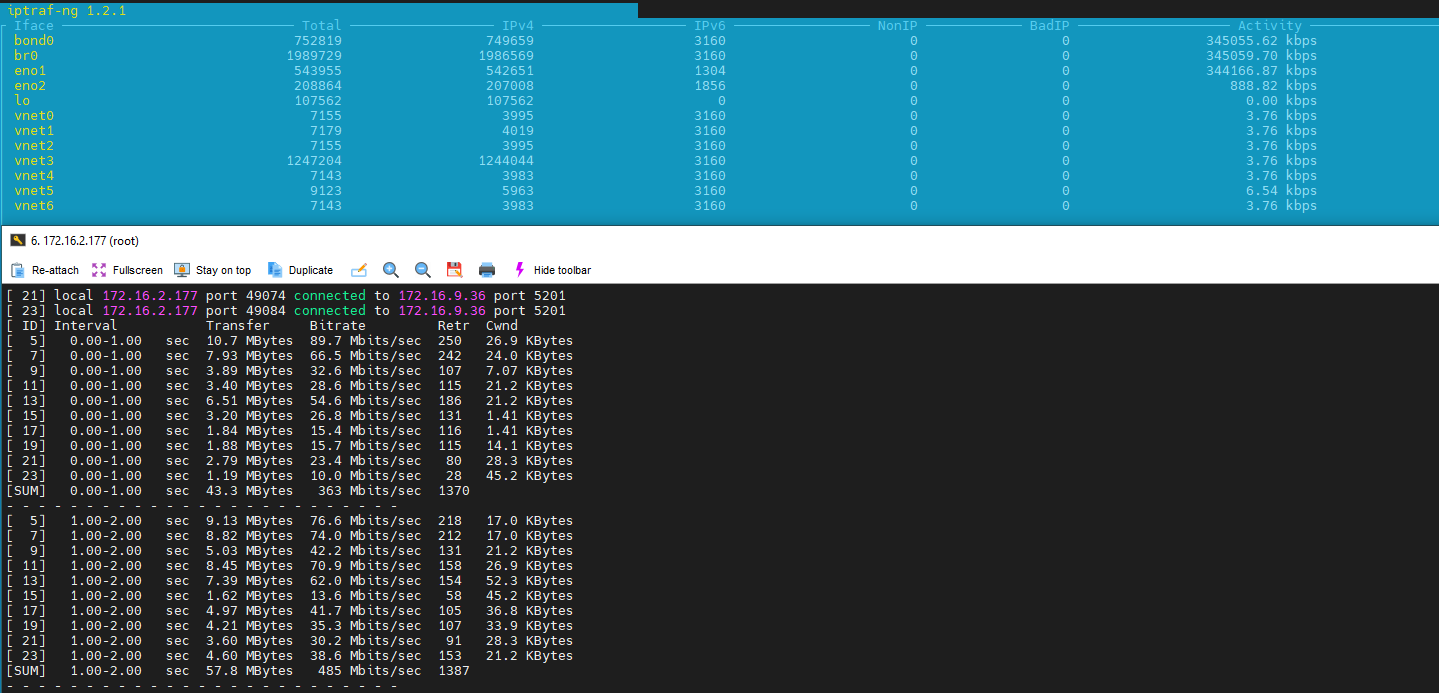 iptraf-ng 1.2.1
Iface Total IPv4 IPv6 NonIP BadIP Activity
bond0 752819 749659 3160 0 0 345055.62 kbps
br0 1989729 1986569 3160 0 0 345059.70 kbps
eno1 543955 542651 1304 0 0 344166.87 kbps
eno2 208864 207008 1856 0 0 888.82 kbps
lo 107562 107562 0 0 0 0.00 kbps
vnet0 7155 3995 3160 0 0 3.76 kbps
vnet1 7179 4019 3160 0 0 3.76 kbps
vnet2 7155 3995 3160 0 0 3.76 kbps
vnet3 1247204 1244044 3160 0 0 3.76 kbps
vnet4 7143 3983 3160 0 0 3.76 kbps
vnet5 9123 5963 3160 0 0 6.54 kbps
vnet6 7143 3983 3160 0 0 3.76 kbps
6. 172.16.2.177 (root)
Re-attach Fullscreen Stay on top Duplicate Hide toolbar
[ 21] local 172.16.2.177 port 49074 connected to 172.16.9.36 port 5201
[ 23] local 172.16.2.177 port 49084 connected to 172.16.9.36 port 5201
[ ID] Interval Transfer Bitrate Retr Cwnd
[ 5] 0.00-1.00 sec 10.7 MBytes 89.7 Mbits/sec 250 26.9 KBytes
[ 7] 0.00-1.00 sec 7.93 MBytes 66.5 Mbits/sec 242 24.0 KBytes
[ 9] 0.00-1.00 sec 3.89 MBytes 32.6 Mbits/sec 107 7.07 KBytes
[ 11] 0.00-1.00 sec 3.40 MBytes 28.6 Mbits/sec 115 21.2 KBytes
[ 13] 0.00-1.00 sec 6.51 MBytes 54.6 Mbits/sec 186 21.2 KBytes
[ 15] 0.00-1.00 sec 3.20 MBytes 26.8 Mbits/sec 131 1.41 KBytes
[ 17] 0.00-1.00 sec 1.84 MBytes 15.4 Mbits/sec 116 1.41 KBytes
[ 19] 0.00-1.00 sec 1.88 MBytes 15.7 Mbits/sec 115 14.1 KBytes
[ 21] 0.00-1.00 sec 2.79 MBytes 23.4 Mbits/sec 80 28.3 KBytes
[ 23] 0.00-1.00 sec 1.19 MBytes 10.0 Mbits/sec 28 45.2 KBytes
[SUM] 0.00-1.00 sec 43.3 MBytes 363 Mbits/sec 1370
- - - - - - - - - - - - - - - - - - - - - - - - -
[ 5] 1.00-2.00 sec 9.13 MBytes 76.6 Mbits/sec 218 17.0 KBytes
[ 7] 1.00-2.00 sec 8.82 MBytes 74.0 Mbits/sec 212 17.0 KBytes
[ 9] 1.00-2.00 sec 5.03 MBytes 42.2 Mbits/sec 131 21.2 KBytes
[ 11] 1.00-2.00 sec 8.45 MBytes 70.9 Mbits/sec 158 26.9 KBytes
[ 13] 1.00-2.00 sec 7.39 MBytes 62.0 Mbits/sec 154 52.3 KBytes
[ 15] 1.00-2.00 sec 1.62 MBytes 13.6 Mbits/sec 58 45.2 KBytes
[ 17] 1.00-2.00 sec 4.97 MBytes 41.7 Mbits/sec 105 36.8 KBytes
[ 19] 1.00-2.00 sec 4.21 MBytes 35.3 Mbits/sec 107 33.9 KBytes
[ 21] 1.00-2.00 sec 3.60 MBytes 30.2 Mbits/sec 91 28.3 KBytes
[ 23] 1.00-2.00 sec 4.60 MBytes 38.6 Mbits/sec 153 21.2 KBytes
[SUM] 1.00-2.00 sec 57.8 MBytes 485 Mbits/sec 1387
- - - - - - - - - - - - - - - - - - - - - - - - -